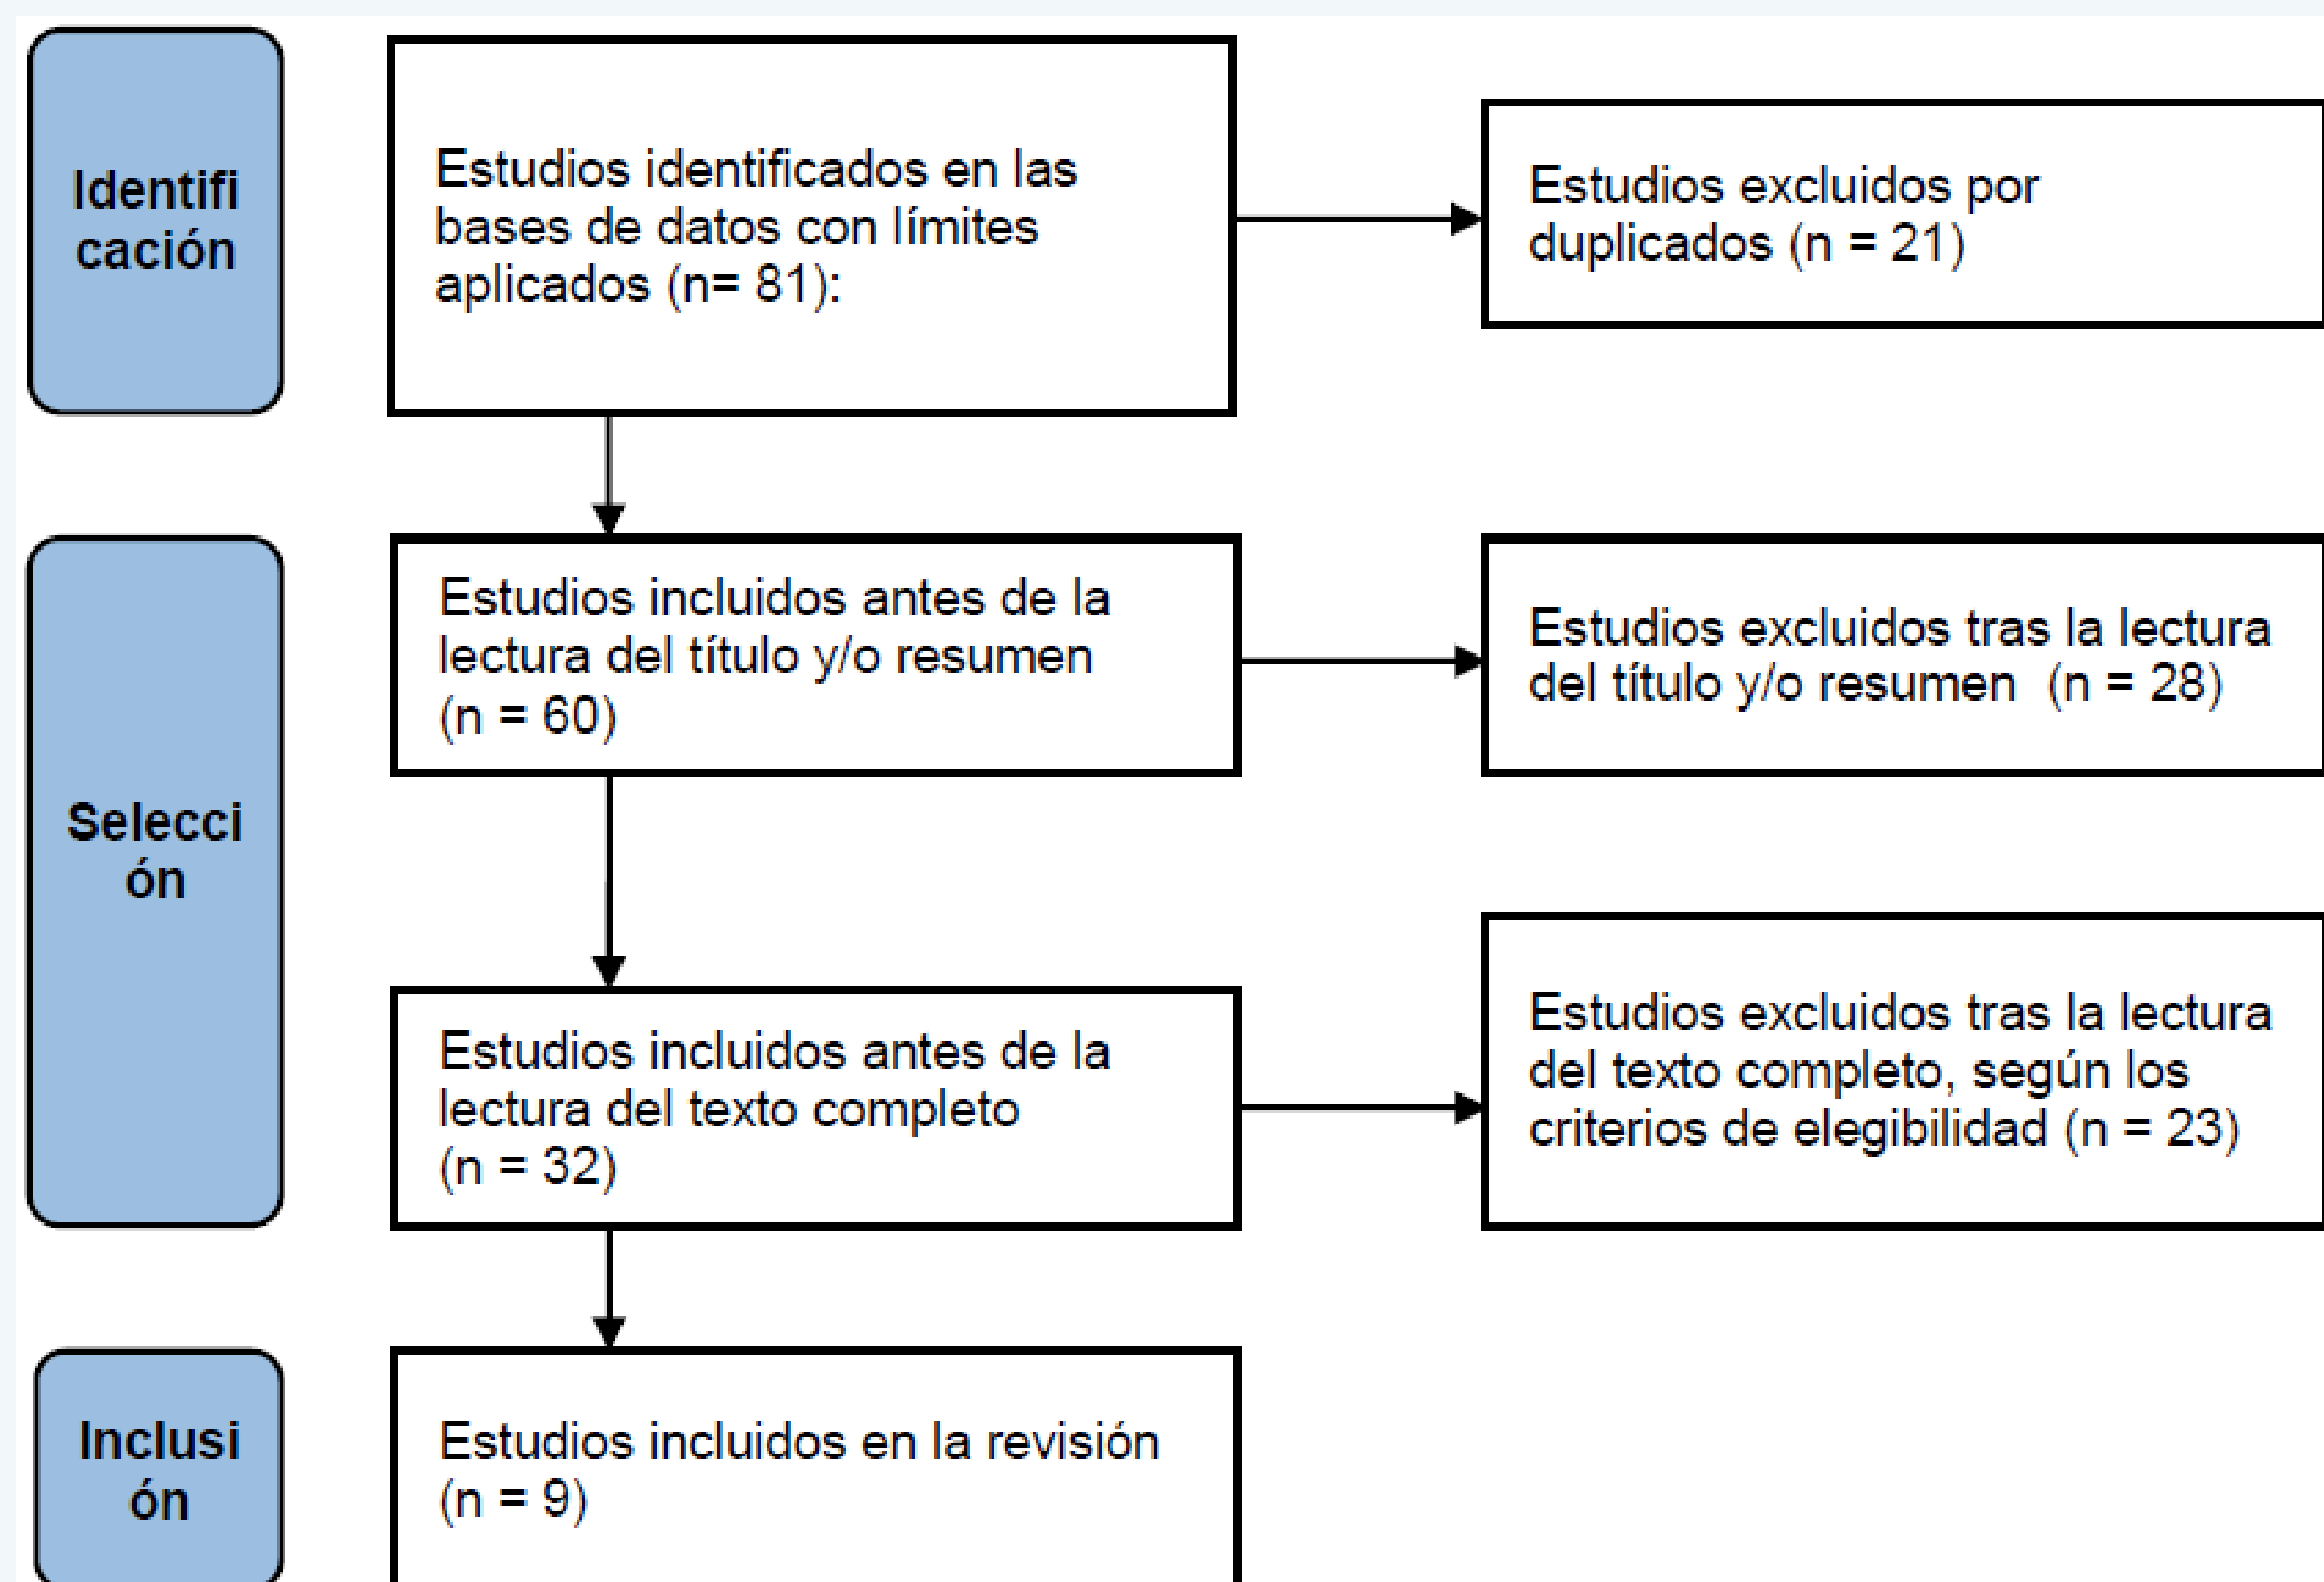 Identifi
cación
Estudios identificados en las
bases de datos con límites
aplicados (n= 81):
Estudios excluidos por
duplicados (n = 21)
Selecci
ón
Estudios incluidos antes de la
lectura del título y/o resumen
(n = 60)
Estudios excluidos tras la lectura
del título y/o resumen  (n = 28)
Estudios incluidos antes de la
lectura del texto completo
(n = 32)
Estudios excluidos tras la lectura
del texto completo, según los
criterios de elegibilidad (n = 23)
Inclusi
ón
Estudios incluidos en la revisión
(n = 9)